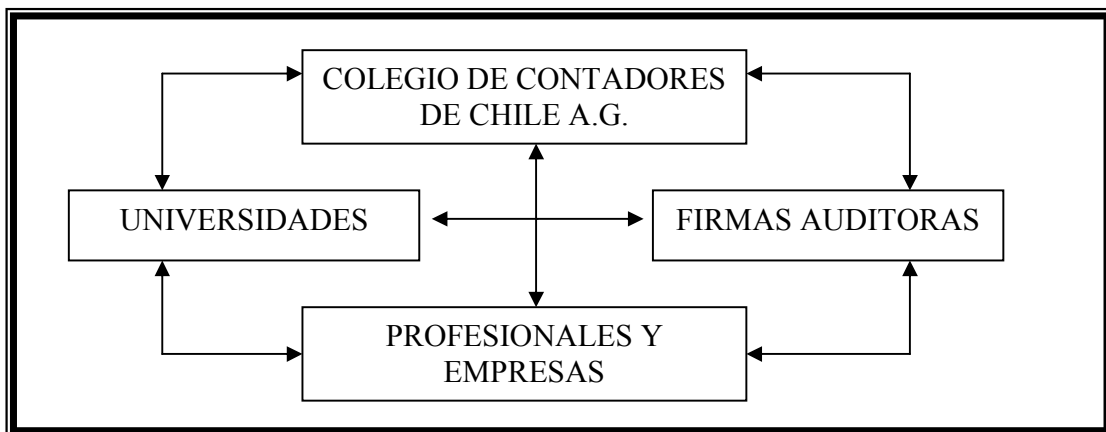 COLEGIO DE CONTADORES
DE CHILE A.G.
UNIVERSIDADES
FIRMAS AUDITORAS
PROFESIONALES Y
EMPRESAS